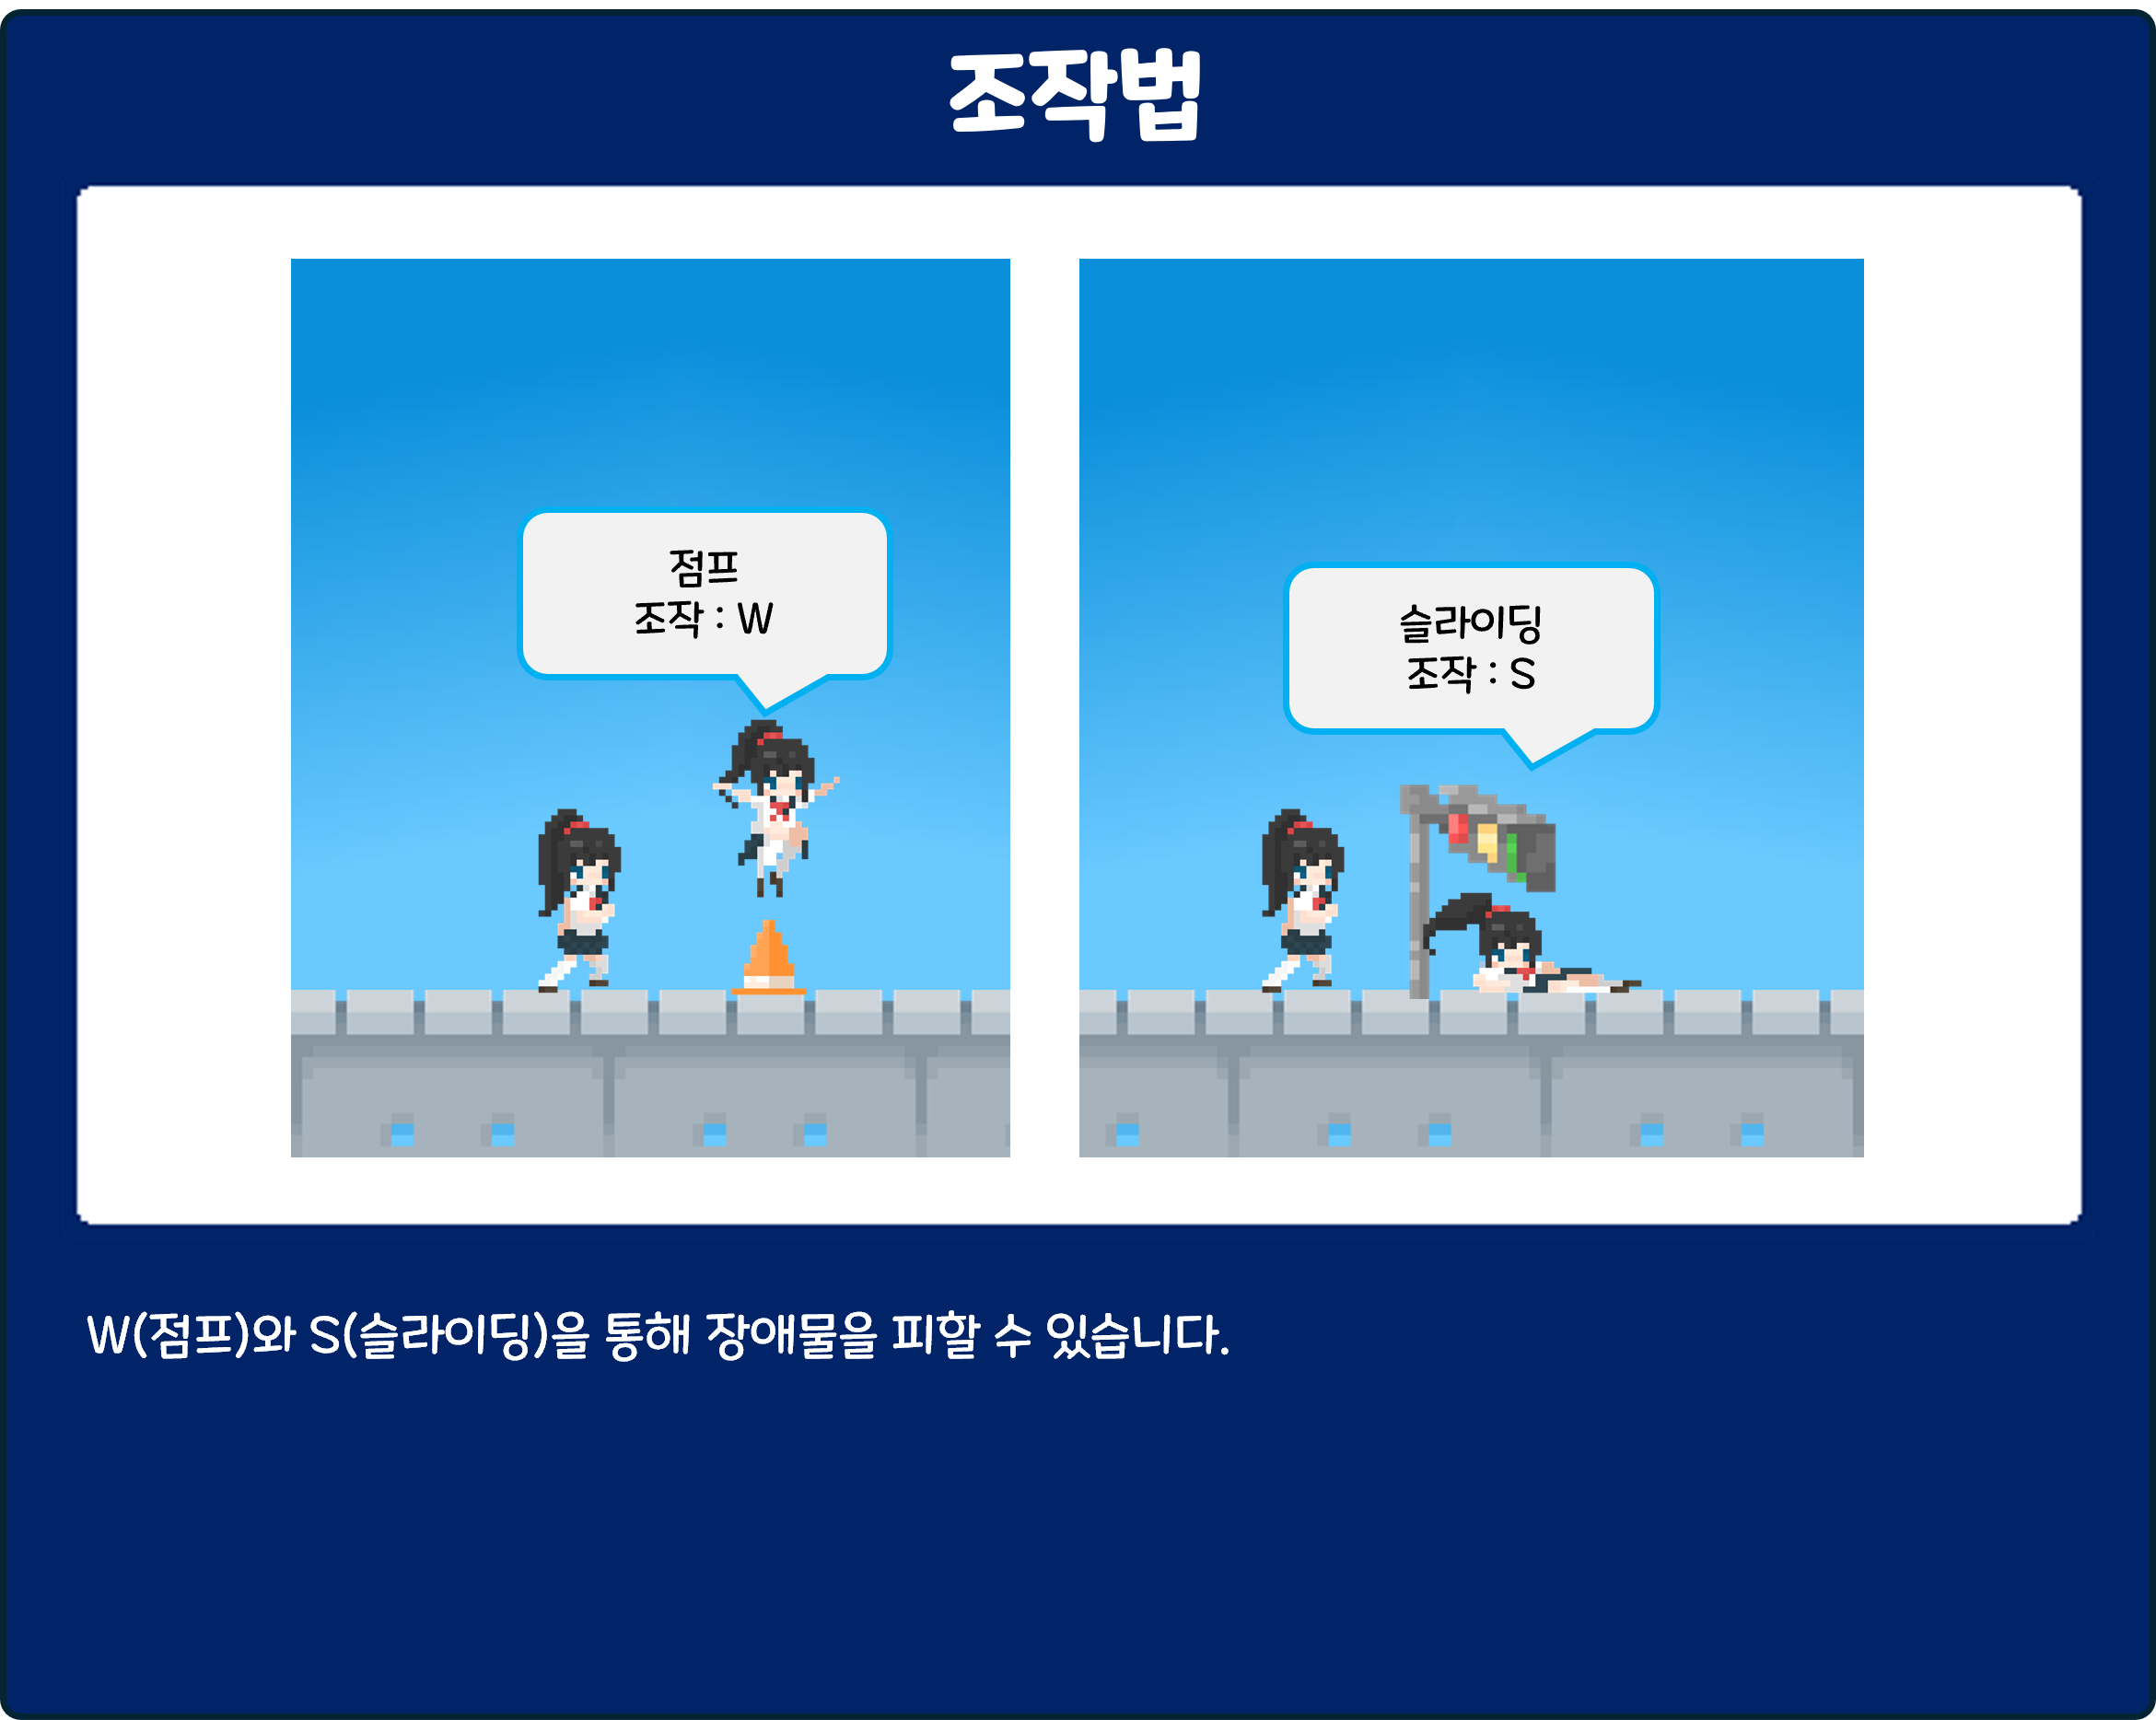 조작법
점프
조작 : W
슬라이딩
조작 : S
W(점프)와 S(슬라이딩)을 통해 장애물을 피할 수 있습니다.